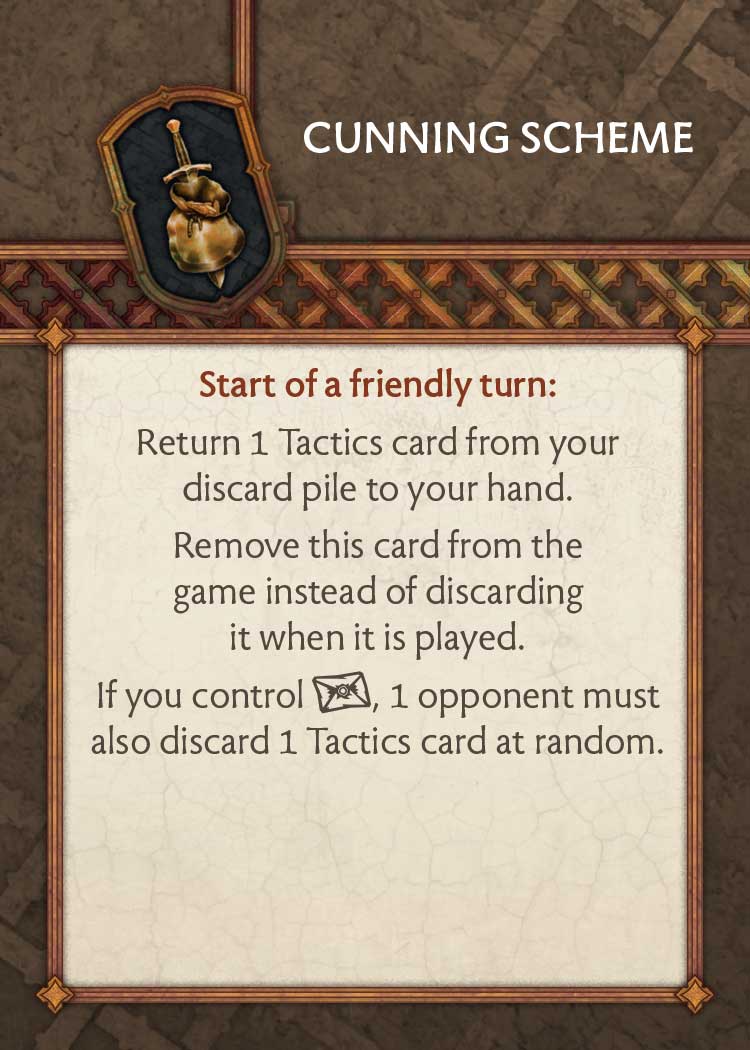 CUNNING SCHEME
Start of a friendly turn:
Return 1 Tactics card from your
discard pile to your hand.
Remove this card from the
game instead of discarding
it when it is played.
If you control , 1 opponent must
also discard 1 Tactics card at random.